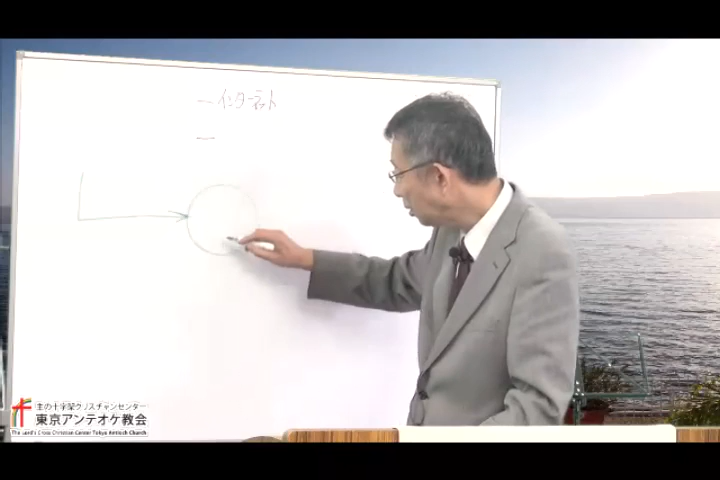 ー インターネット
ー
主の十字架クリスチャンセンター
東京アンテオケ教会
The Lord's Cross Christian Center Tokyo Antioch Church